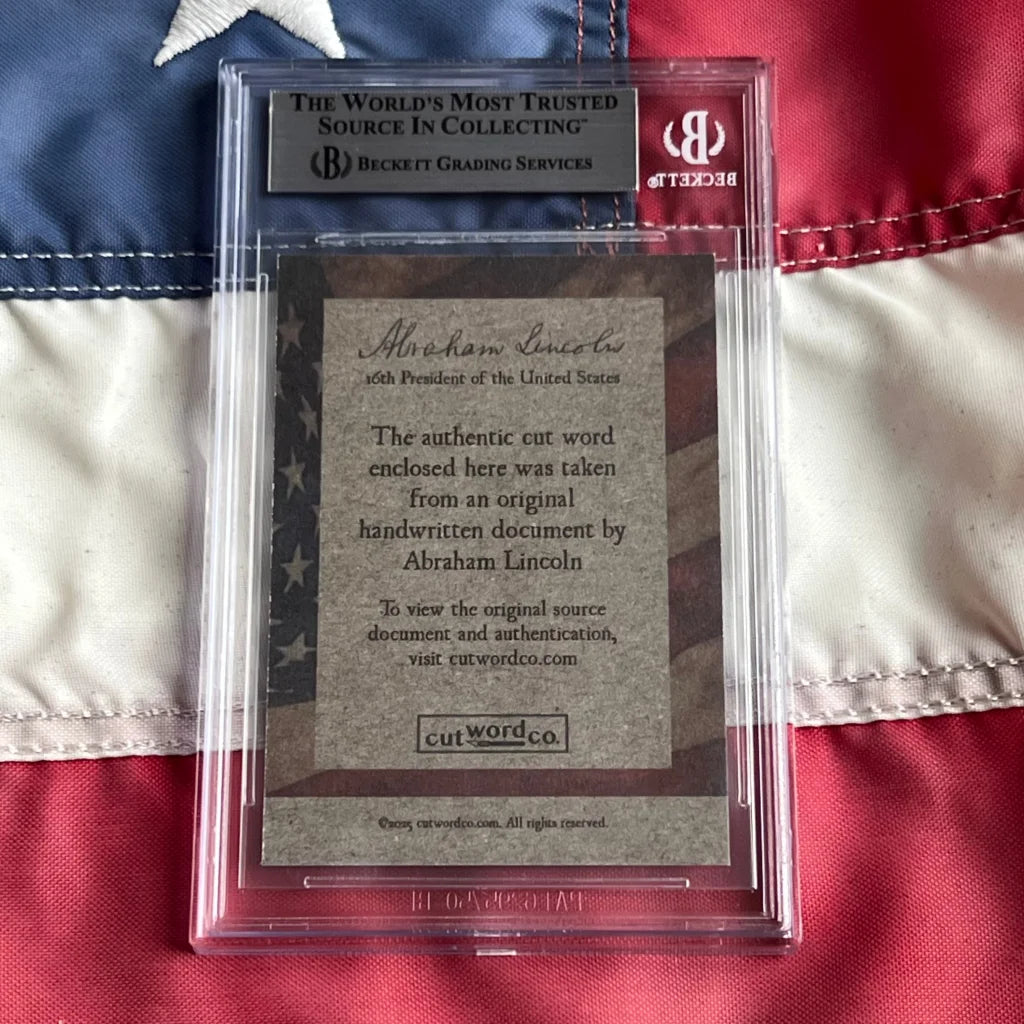 THE WORLD'S MOST TRUSTED
SOURCE IN COLLECTING™
B BECKETT GRADING SERVICES
B
BECKETT®
Abraham Lincoln
16th President of the United States
The authentic cut word
enclosed here was taken
from an original
handwritten document by
Abraham Lincoln
To view the original source
document and authentication,
visit cutwordco.com
cut word co.
©2025 cutwordco.com. All rights reserved.